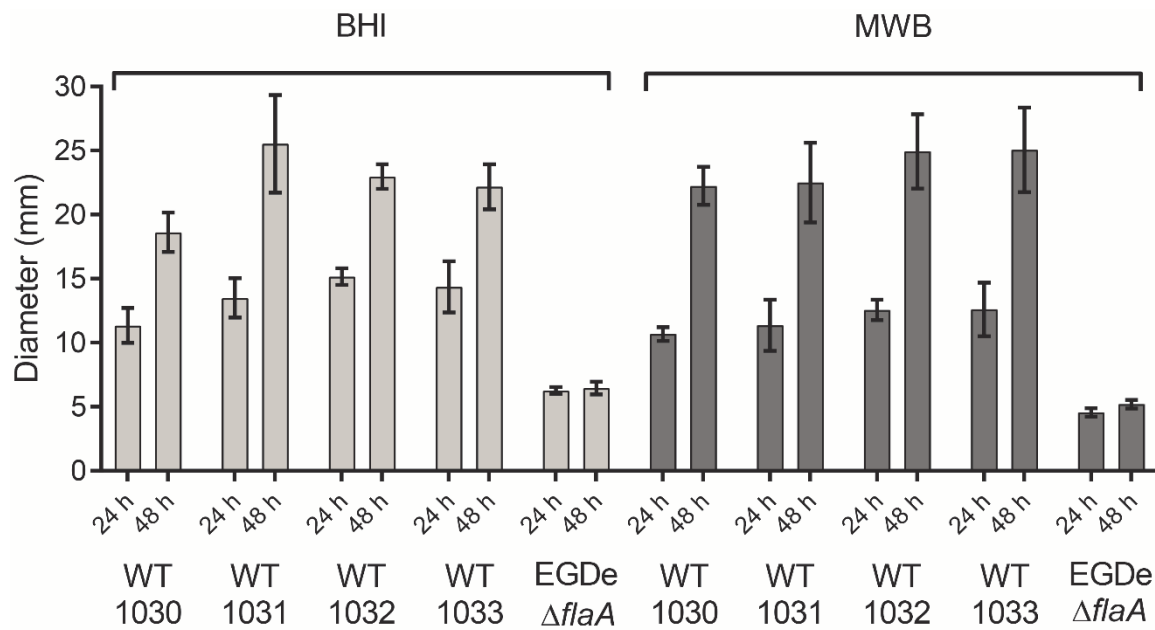 BHI MWB
Diameter (mm)
30
25
20
15
10
5
0
24 h 48 h 24 h 48 h 24 h 48 h 24 h 48 h 24 h 48 h 24 h 48 h 24 h 48 h 24 h 48 h 24 h 48 h 24 h 48 h
WT WT WT WT EGDe WT WT WT WT EGDe
1030 1031 1032 1033 ΔflaA 1030 1031 1032 1033 ΔflaA